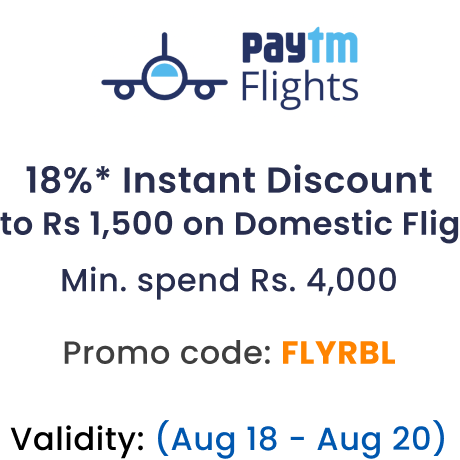 paytm
Flights
18%* Instant Discount
to Rs 1,500 on Domestic Flig
Min. spend Rs. 4,000
Promo code: FLYRBL
Validity: (Aug 18 - Aug 20)